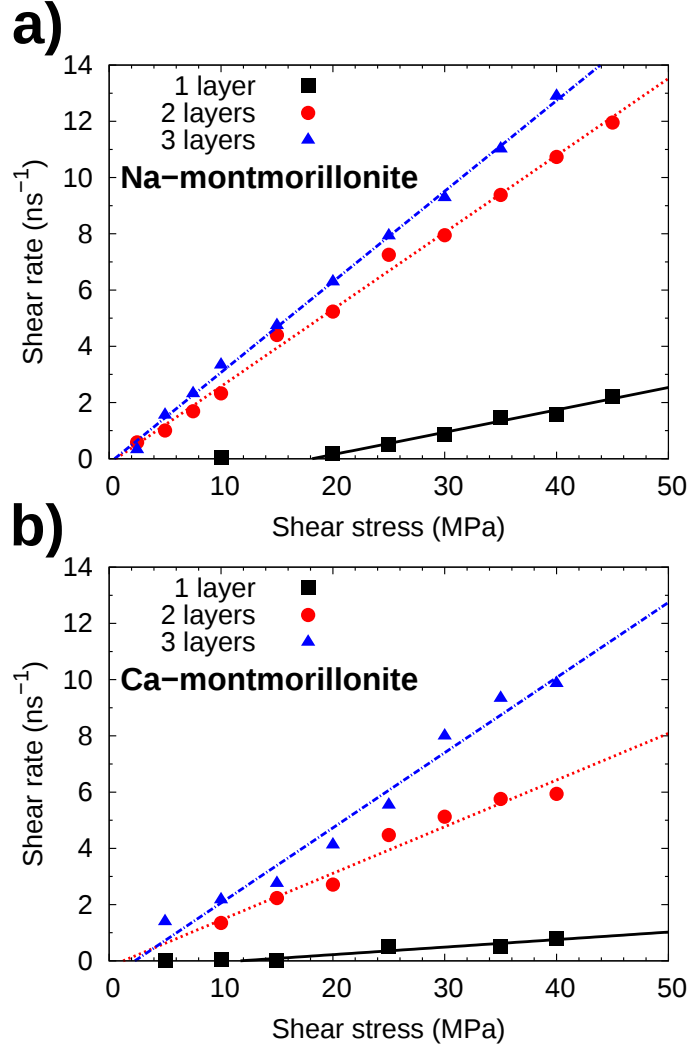 a)
14
12
10
8
6
4
2
0
Shear rate (ns⁻¹)
1 layer
2 layers
3 layers
Na−montmorillonite
0 10 20 30 40 50
Shear stress (MPa)
b)
14
12
10
8
6
4
2
0
Shear rate (ns⁻¹)
1 layer
2 layers
3 layers
Ca−montmorillonite
0 10 20 30 40 50
Shear stress (MPa)